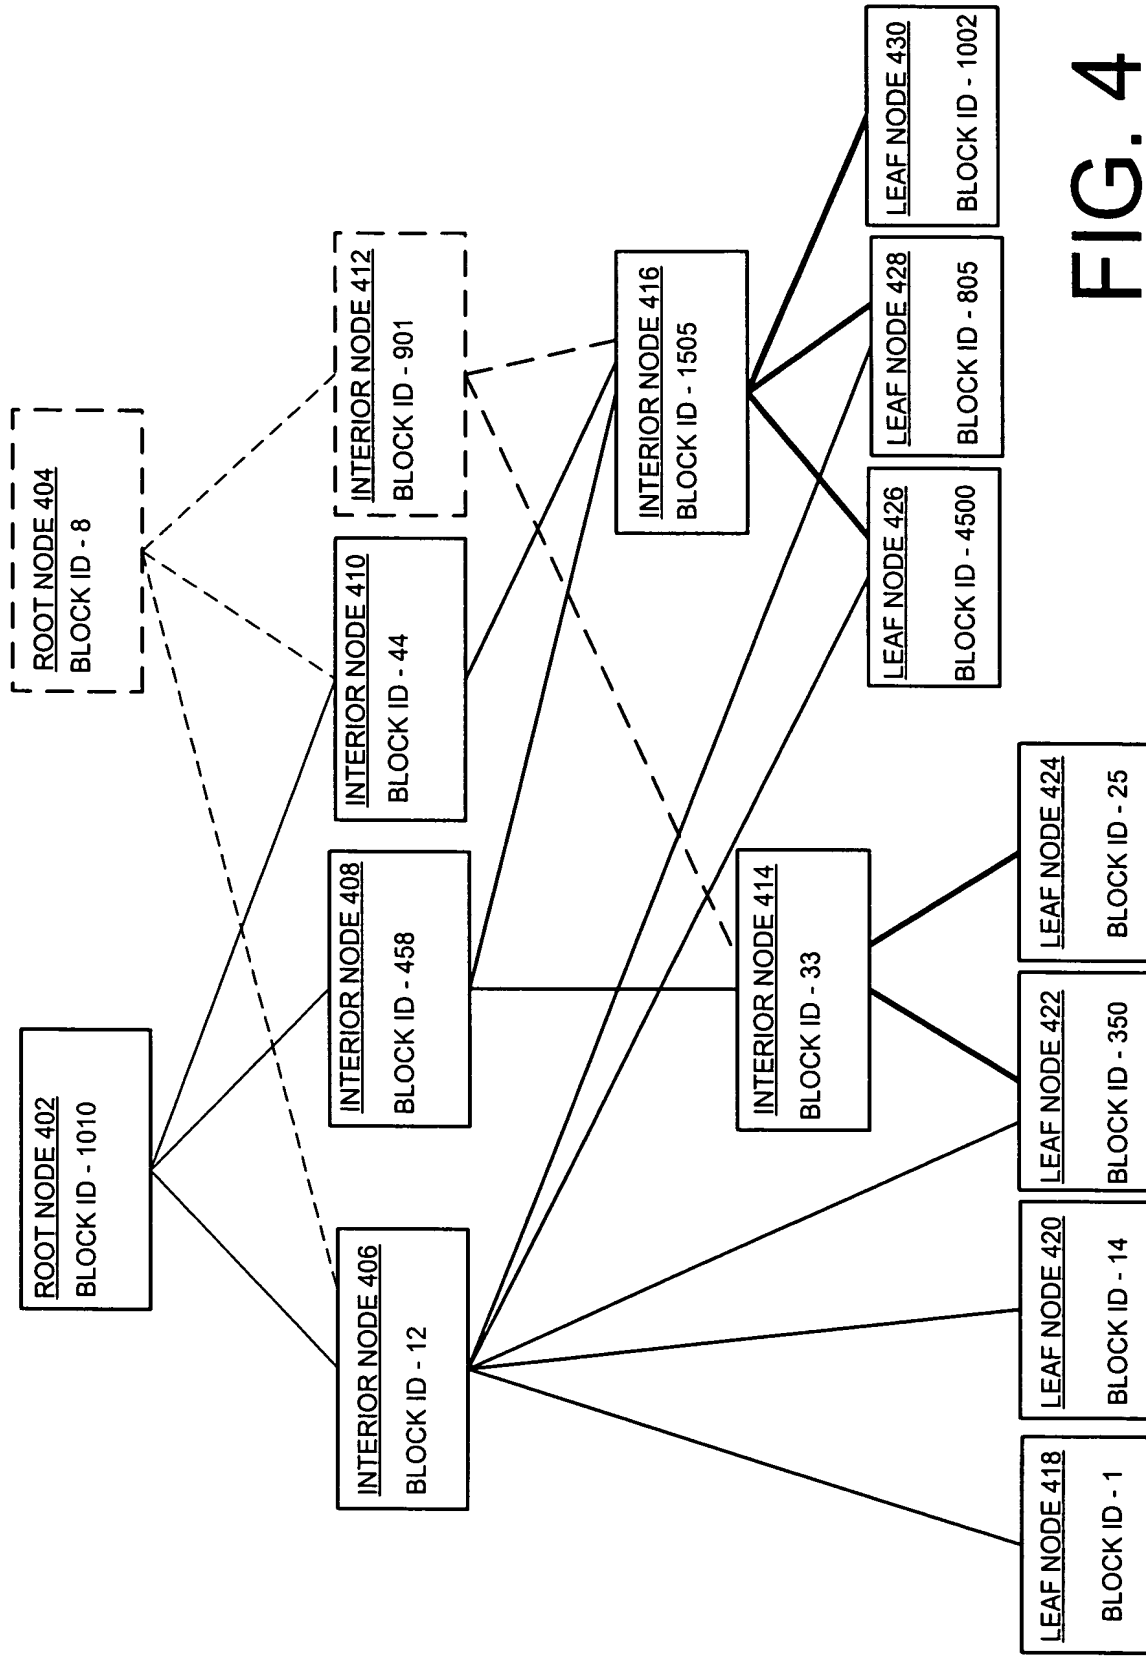 ROOT NODE 402
BLOCK ID - 1010
ROOT NODE 404
BLOCK ID - 8
INTERIOR NODE 406
BLOCK ID - 12
INTERIOR NODE 408
BLOCK ID - 458
INTERIOR NODE 410
BLOCK ID - 44
INTERIOR NODE 412
BLOCK ID - 901
INTERIOR NODE 414
BLOCK ID - 33
INTERIOR NODE 416
BLOCK ID - 1505
LEAF NODE 418
BLOCK ID - 1
LEAF NODE 420
BLOCK ID - 14
LEAF NODE 422
BLOCK ID - 350
LEAF NODE 424
BLOCK ID - 25
LEAF NODE 426
BLOCK ID - 4500
LEAF NODE 428
BLOCK ID - 805
LEAF NODE 430
BLOCK ID - 1002
FIG. 4